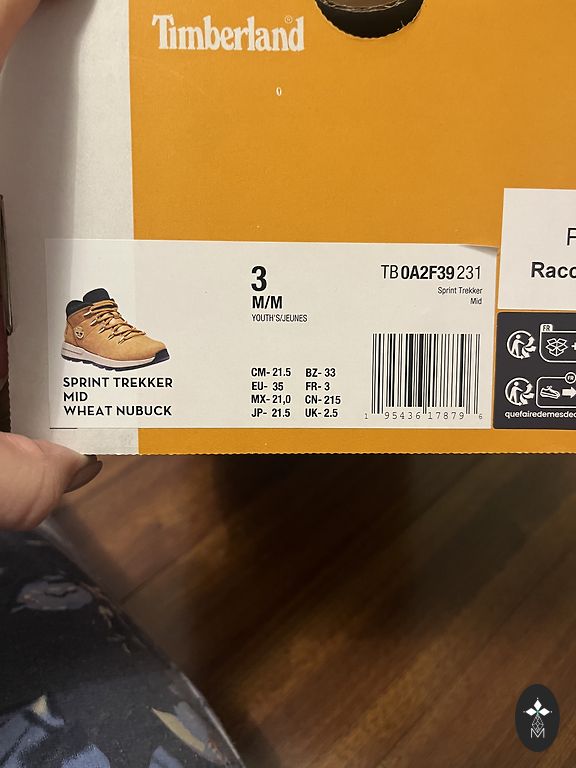 Timberland®
3
M/M
YOUTH'S/JEUNES
TB0A2F39231
Sprint Trekker
Mid
SPRINT TREKKER
MID
WHEAT NUBUCK
CM- 21.5 BZ- 33
EU- 35 FR- 3
MX- 21,0 CN- 215
JP- 21.5 UK- 2.5
1 95436 17879 6
FR
+
FR
quefairedemesdec
M